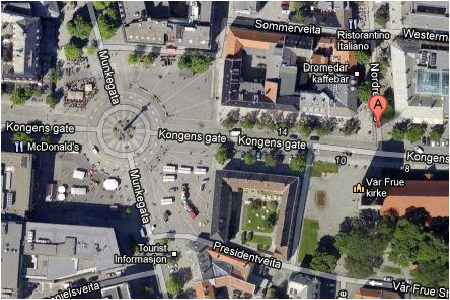 Sommerveita
Ristorantino
Italiano
Westerm
Munkegata
Dromedar
kaffebar
Nordre
A
Kongens gate
Kongens gate
14
Kongens gate
Kongens
McDonald's
10
8
Munkegata
Vår Frue
kirke
Tourist
Informasjon
Presidentveita
Vår Frue S
nielsveita